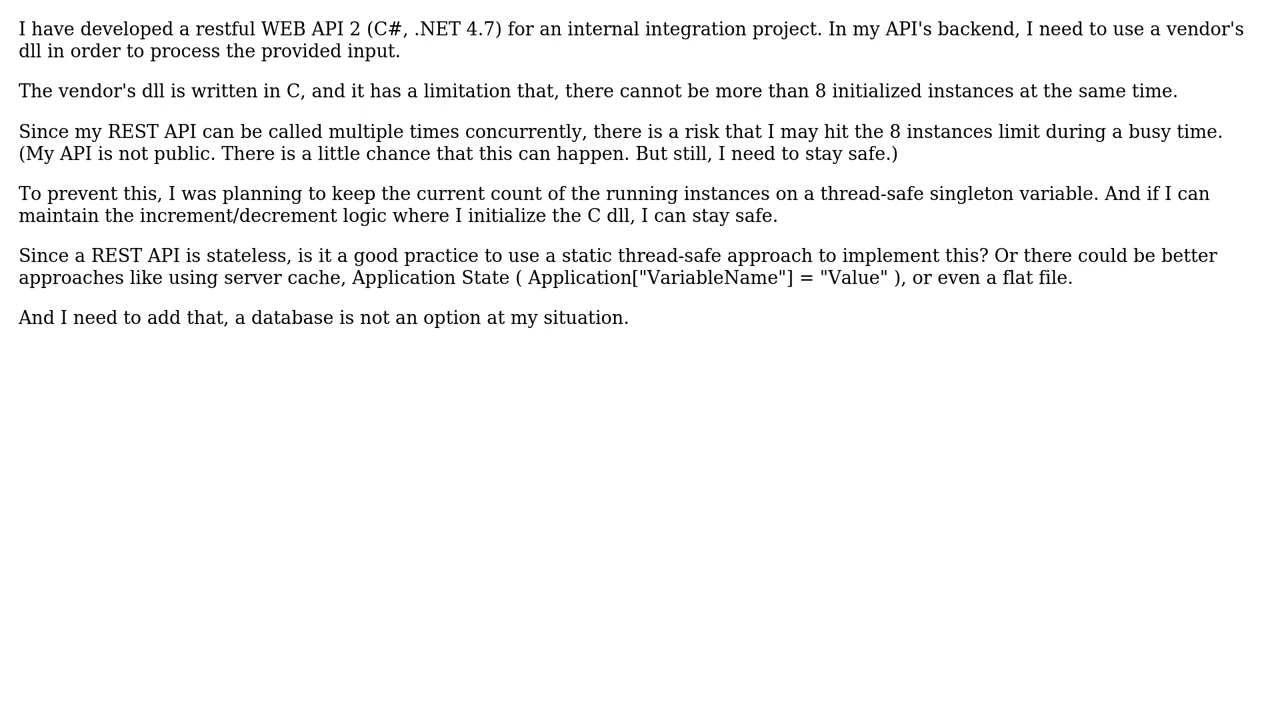 I have developed a restful WEB API 2 (C#, .NET 4.7) for an internal integration project. In my API's backend, I need to use a vendor's
dll in order to process the provided input.
The vendor's dll is written in C, and it has a limitation that, there cannot be more than 8 initialized instances at the same time.
Since my REST API can be called multiple times concurrently, there is a risk that I may hit the 8 instances limit during a busy time.
(My API is not public. There is a little chance that this can happen. But still, I need to stay safe.)
To prevent this, I was planning to keep the current count of the running instances on a thread-safe singleton variable. And if I can
maintain the increment/decrement logic where I initialize the C dll, I can stay safe.
Since a REST API is stateless, is it a good practice to use a static thread-safe approach to implement this? Or there could be better
approaches like using server cache, Application State ( Application["VariableName"] = "Value" ), or even a flat file.
And I need to add that, a database is not an option at my situation.